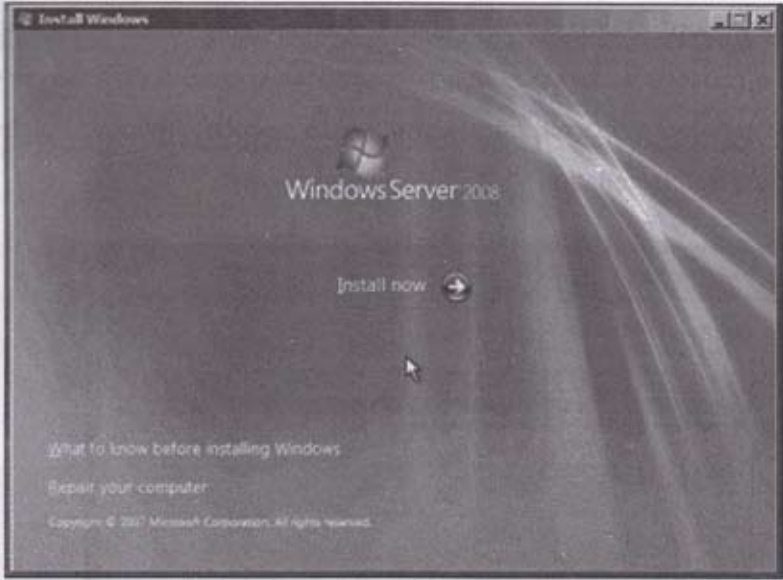 Install Windows
Windows Server 2008
Install now
What to know before installing Windows
Repair your computer
Copyright © 2007 Microsoft Corporation. All rights reserved.